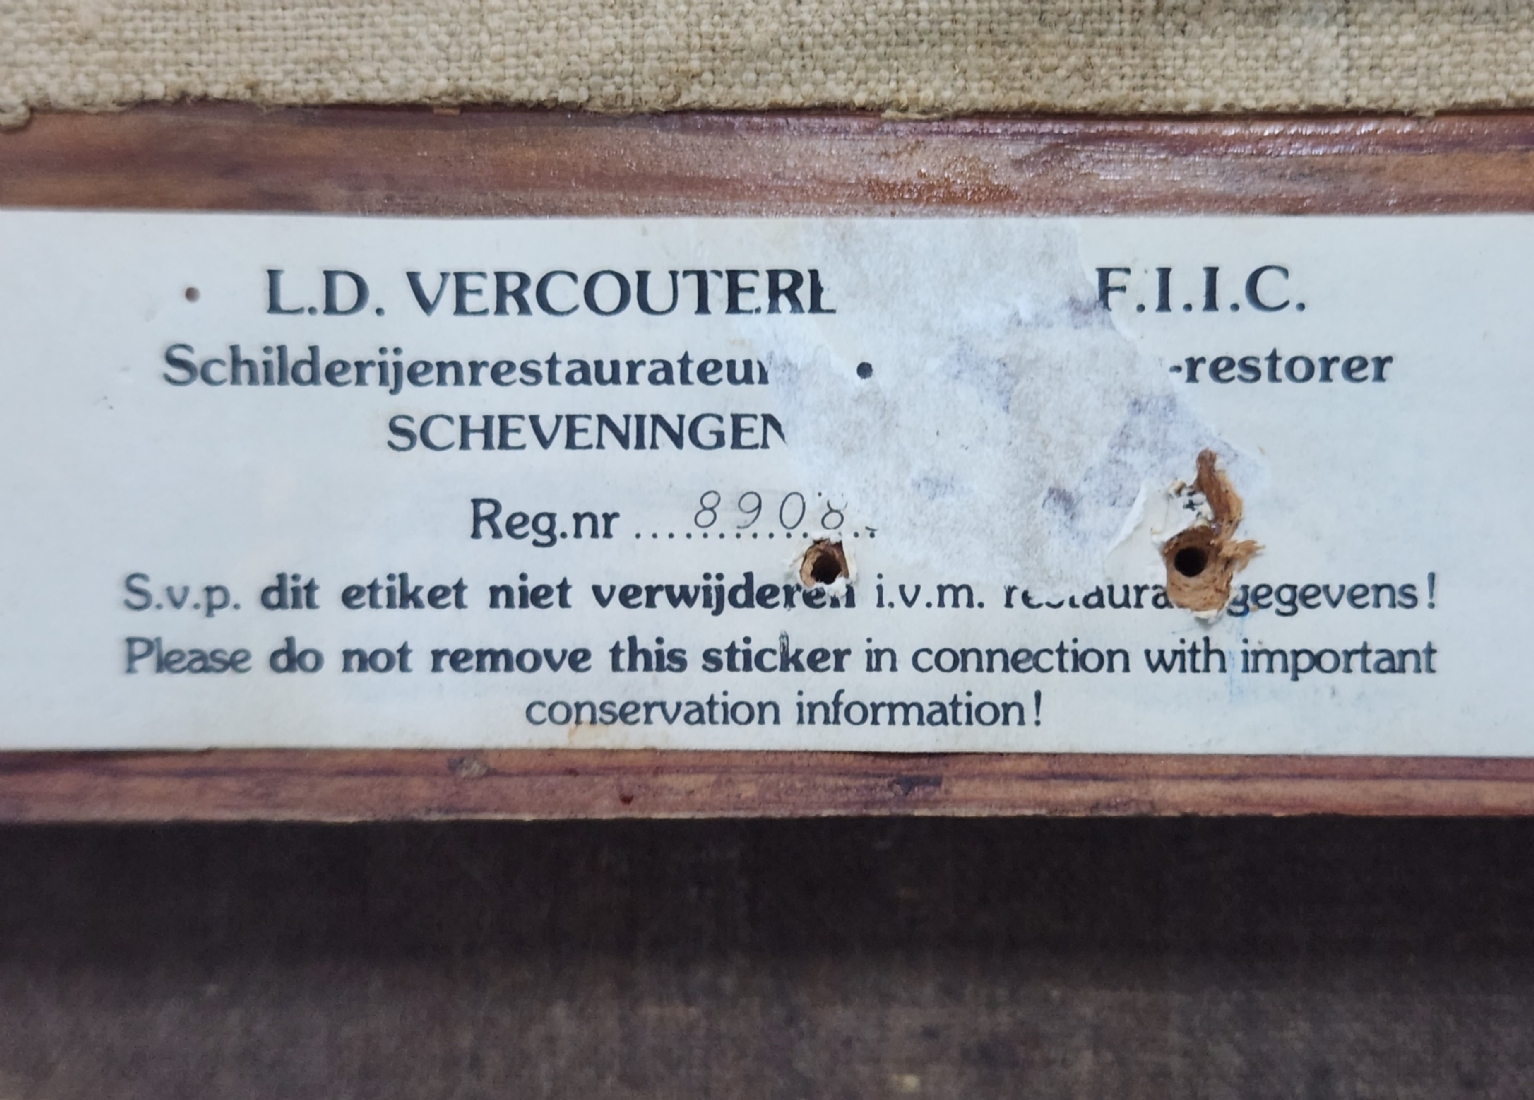 L.D. VERCOUTERE F.I.I.C.
Schilderijenrestaurateur • -restorer
SCHEVENINGEN
Reg.nr ....8908..
S.v.p. dit etiket niet verwijderen i.v.m. gegevens!
Please do not remove this sticker in connection with important
conservation information!